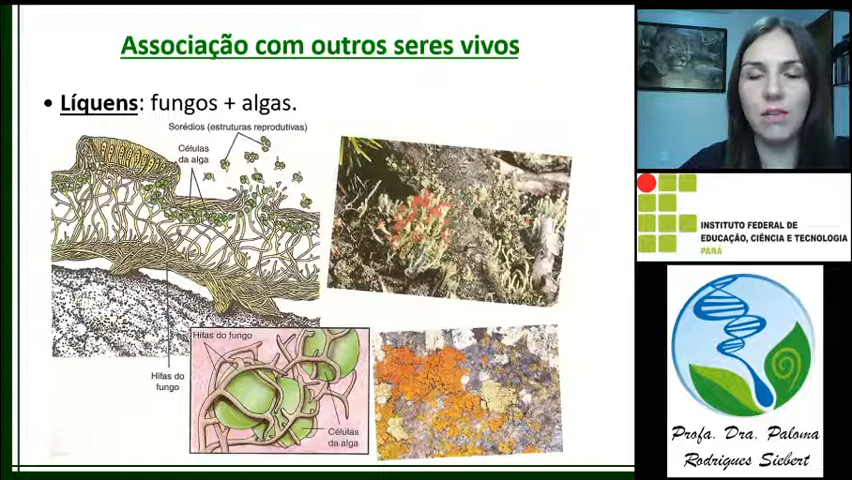 Associação com outros seres vivos
• Líquens: fungos + algas.
Sorédios (estruturas reprodutivas)
Células
da alga
Hifas do
fungo
Hifas do fungo
Células
da alga
INSTITUTO FEDERAL DE
EDUCAÇÃO, CIÊNCIA E TECNOLOGIA
PARÁ
Profa. Dra. Paloma
Rodrigues Siebert